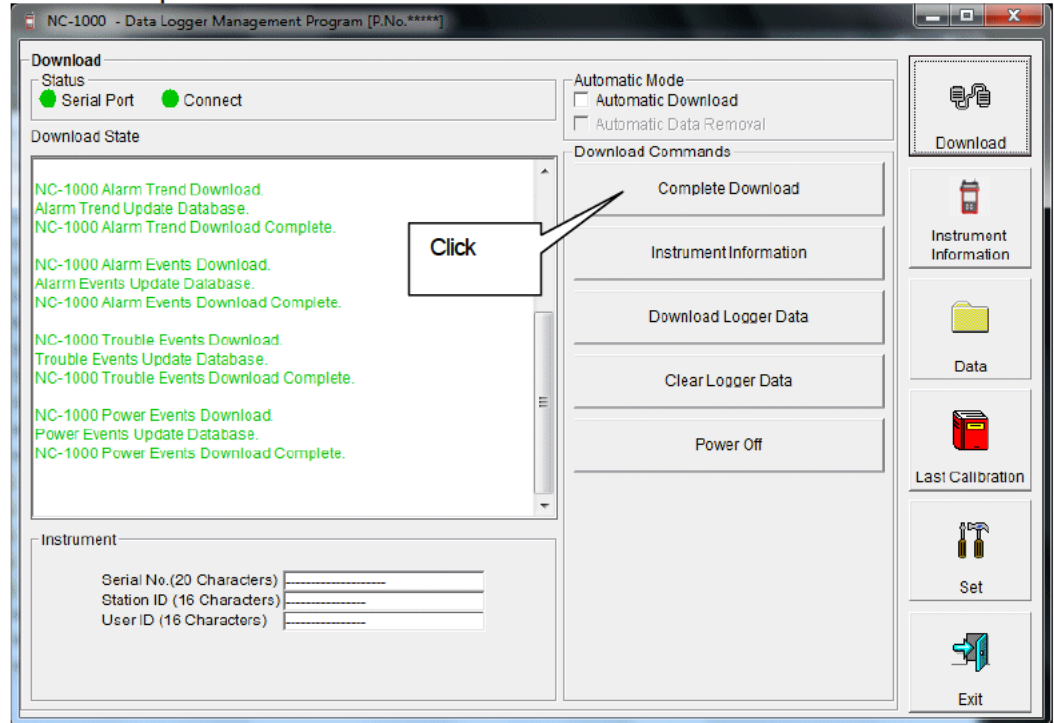 NC-1000 - Data Logger Management Program [P.No.*****]
Download
Status
Serial Port Connect
Download State
NC-1000 Alarm Trend Download.
Alarm Trend Update Database.
NC-1000 Alarm Trend Download Complete.
NC-1000 Alarm Events Download.
Alarm Events Update Database.
NC-1000 Alarm Events Download Complete.
NC-1000 Trouble Events Download.
Trouble Events Update Database.
NC-1000 Trouble Events Download Complete.
NC-1000 Power Events Download.
Power Events Update Database.
NC-1000 Power Events Download Complete.
Instrument
Serial No.(20 Characters) --------------------
Station ID (16 Characters) ----------------
User ID (16 Characters) ----------------
Automatic Mode
Automatic Download
Automatic Data Removal
Download Commands
Complete Download
Click
Instrument Information
Download Logger Data
Clear Logger Data
Power Off
Download
Instrument
Information
Data
Last Calibration
Set
Exit